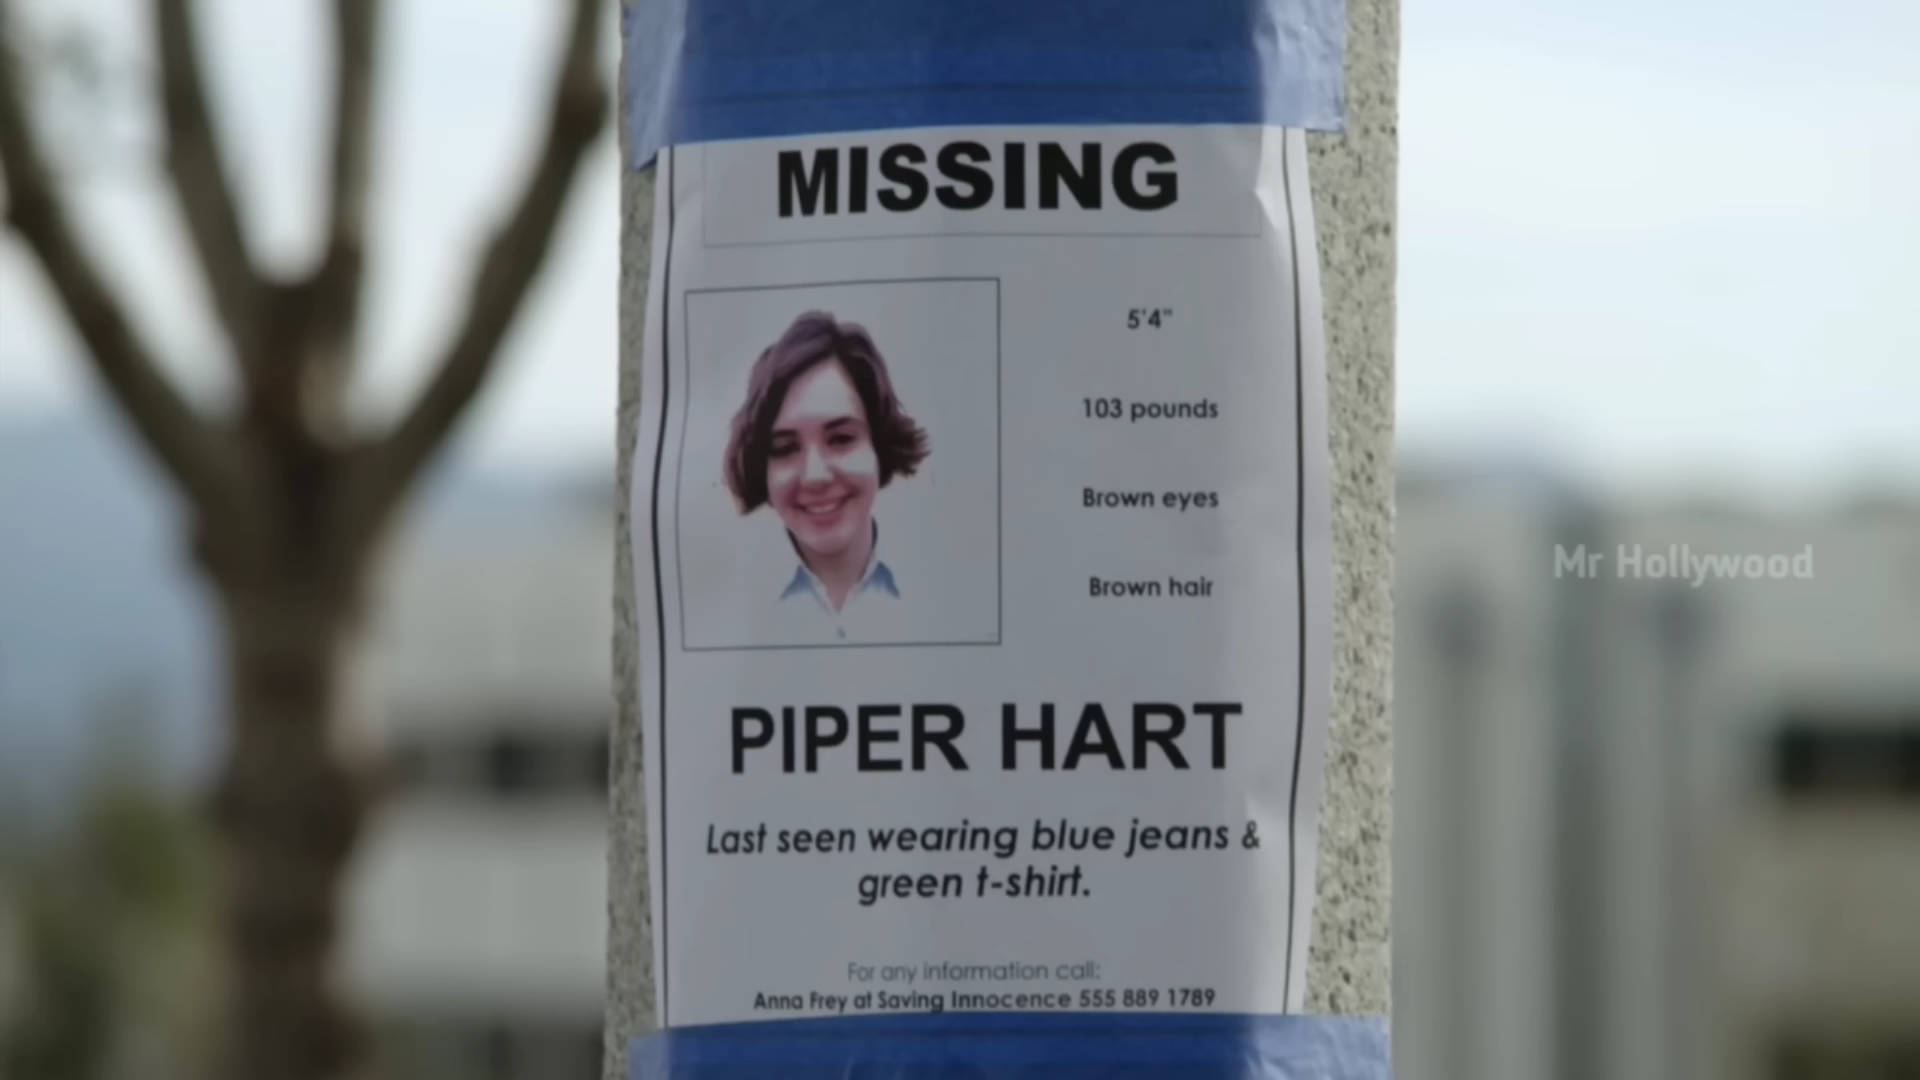 MISSING
5'4"
103 pounds
Brown eyes
Brown hair
PIPER HART
Last seen wearing blue jeans &
green t-shirt.
For any information call:
Anna Frey at Saving Innocence 555 889 1789
Mr Hollywood